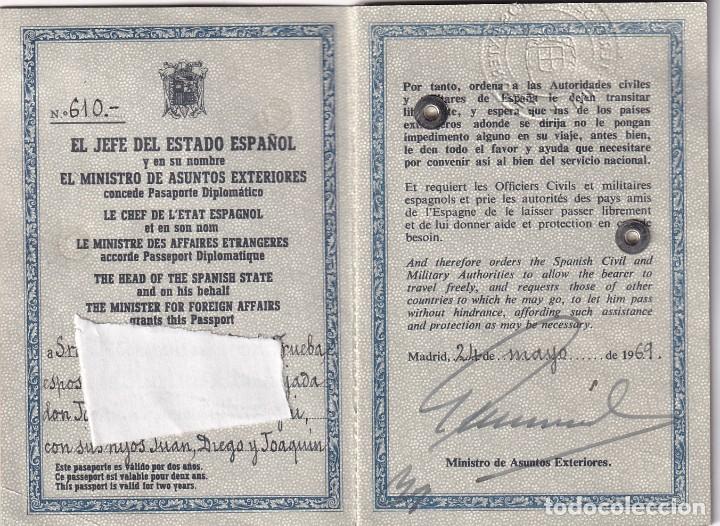 Nº 610.-
EL JEFE DEL ESTADO ESPAÑOL
y en su nombre
EL MINISTRO DE ASUNTOS EXTERIORES
concede Pasaporte Diplomático
LE CHEF DE L'ETAT ESPAGNOL
et en son nom
LE MINISTRE DES AFFAIRES ETRANGERES
accorde Passeport Diplomatique
THE HEAD OF THE SPANISH STATE
and on his behalf
THE MINISTER FOR FOREIGN AFFAIRS
grants this Passport
a Trueba
don
con sus hijos Juan, Diego y Joaquín
Este pasaporte es válido por dos años.
Ce passeport est valable pour deux ans.
This passport is valid for two years.
Por tanto, ordena a las Autoridades civiles
y de España le dejen transitar
y espera que las de los países
adonde se dirija no le pongan
impedimento alguno en su viaje, antes bien,
le den todo el favor y ayuda que necesitare
por convenir así al bien del servicio nacional.
Et requiert les Officiers Civils et militaires
espagnols et prie les autorités des pays amis
de l'Espagne de le laisser passer librement
et de lui donner aide et protection en
besoin.
And therefore orders the Spanish Civil and
Military Authorities to allow the bearer to
travel freely, and requests those of other
countries to which he may go, to let him pass
without hindrance, affording such assistance
and protection as may be necessary.
Madrid, 24 de mayo de 1969.
Ministro de Asuntos Exteriores.
todocoleccion